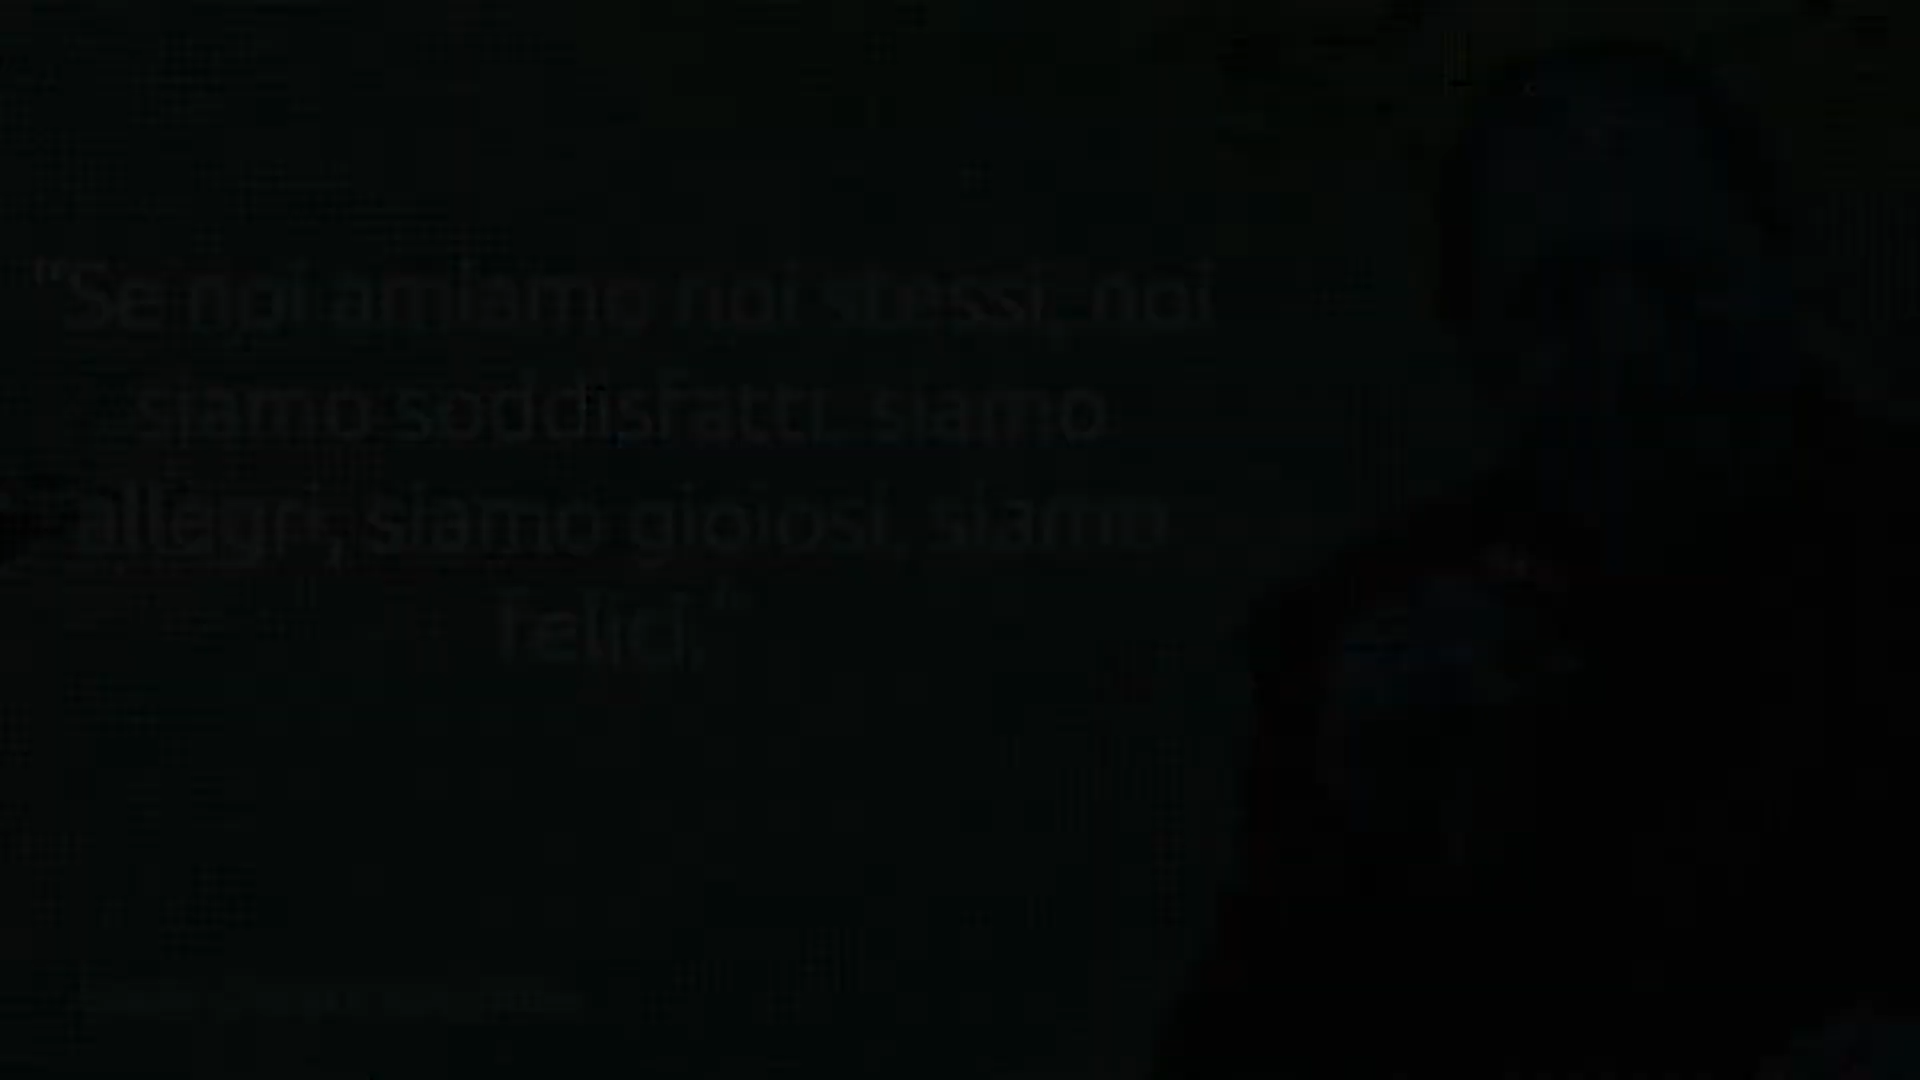 "Se noi amiamo noi stessi, noi
siamo soddisfatti, siamo
allegri, siamo gioiosi, siamo
felici."